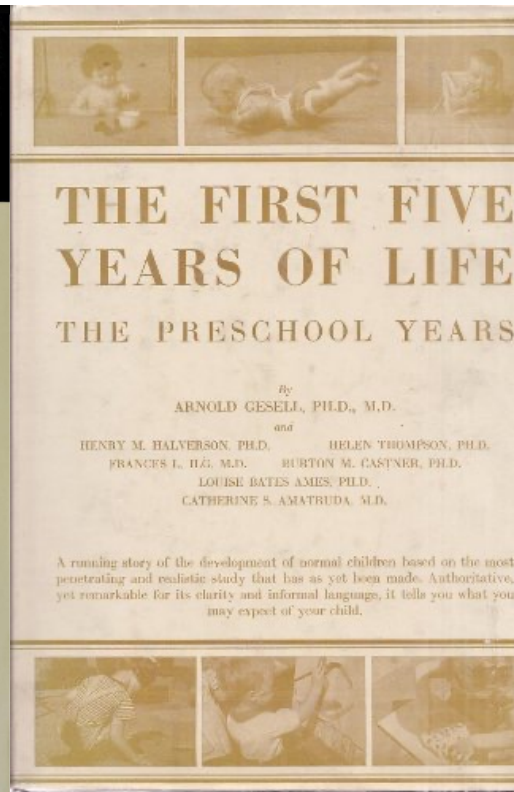 THE FIRST FIVE
YEARS OF LIFE
THE PRESCHOOL YEARS
By
ARNOLD GESELL, PH.D., M.D.
and
HENRY M. HALVERSON, PH.D. HELEN THOMPSON, PH.D.
FRANCES L. ILG, M.D. BURTON M. CASTNER, PH.D.
LOUISE BATES AMES, PH.D.
CATHERINE S. AMATRUDA, M.D.
A running story of the development of normal children based on the most
penetrating and realistic study that has as yet been made. Authoritative,
yet remarkable for its clarity and informal language, it tells you what you
may expect of your child.